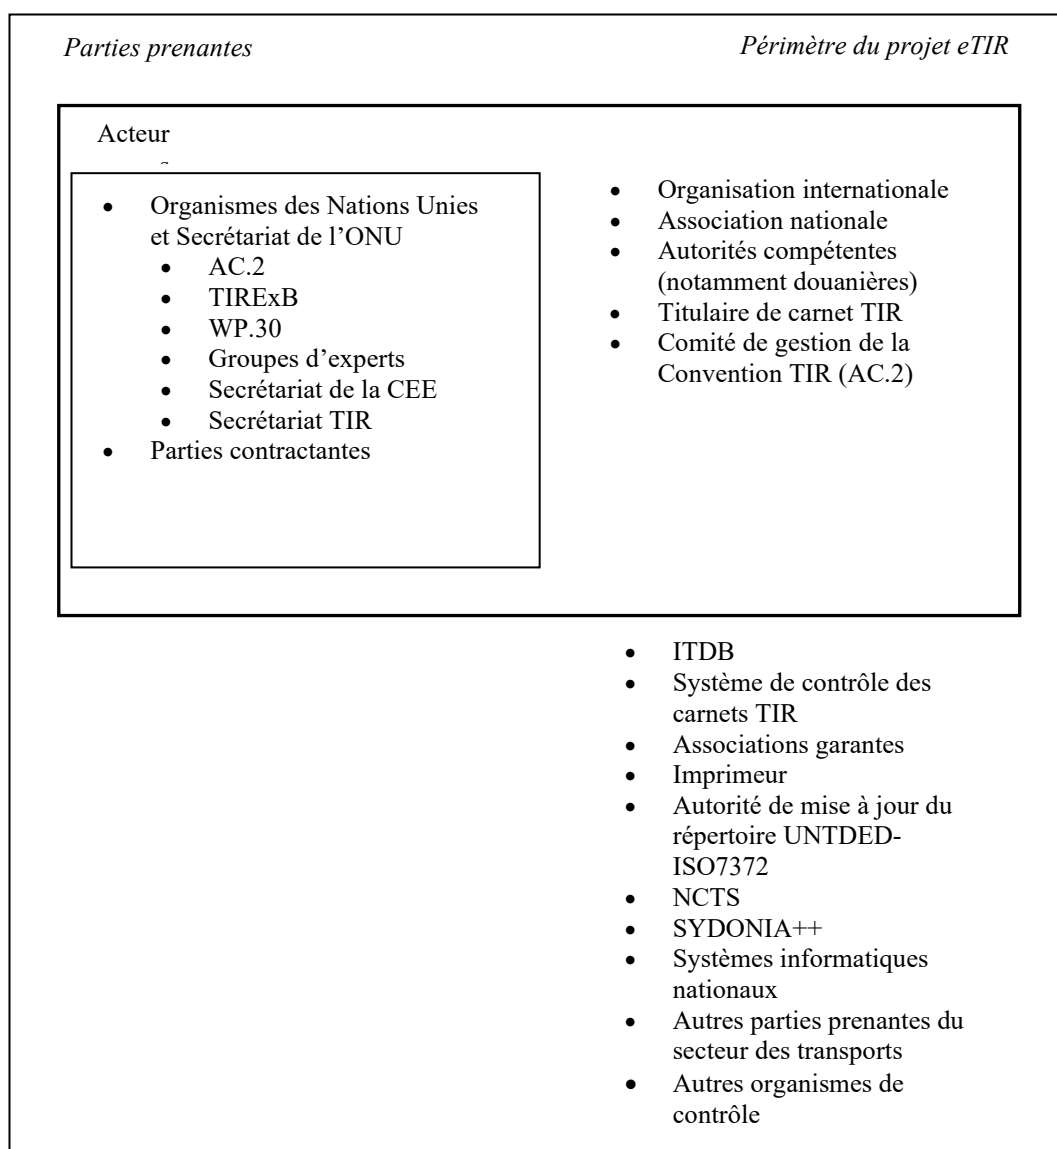 Parties prenantes
Périmètre du projet eTIR
Acteur
s
• Organismes des Nations Unies
et Secrétariat de l’ONU
• AC.2
• TIRExB
• WP.30
• Groupes d’experts
• Secrétariat de la CEE
• Secrétariat TIR
• Parties contractantes
• Organisation internationale
• Association nationale
• Autorités compétentes
(notamment douanières)
• Titulaire de carnet TIR
• Comité de gestion de la
Convention TIR (AC.2)
• ITDB
• Système de contrôle des
carnets TIR
• Associations garantes
• Imprimeur
• Autorité de mise à jour du
répertoire UNTDED-
ISO7372
• NCTS
• SYDONIA++
• Systèmes informatiques
nationaux
• Autres parties prenantes du
secteur des transports
• Autres organismes de
contrôle